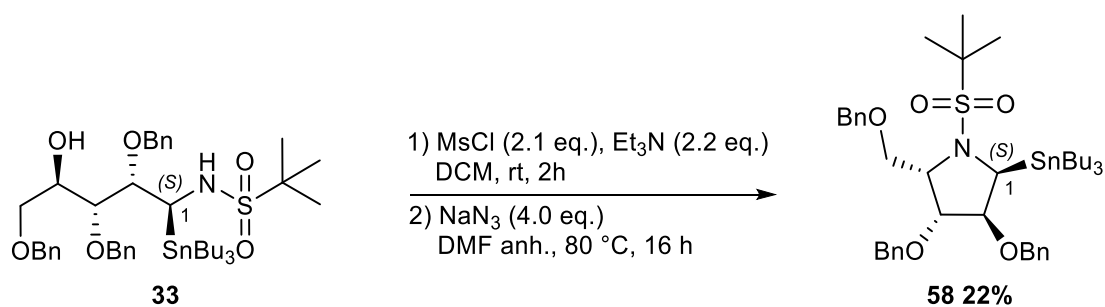 OH
OBn
(S)
H
N
O
S
O
1
OBn
OBn
SnBu3
33
1) MsCl (2.1 eq.), Et3N (2.2 eq.)
DCM, rt, 2h
2) NaN3 (4.0 eq.)
DMF anh., 80 °C, 16 h
O=S=O
BnO
N
(S)
SnBu3
1
BnO
OBn
58 22%